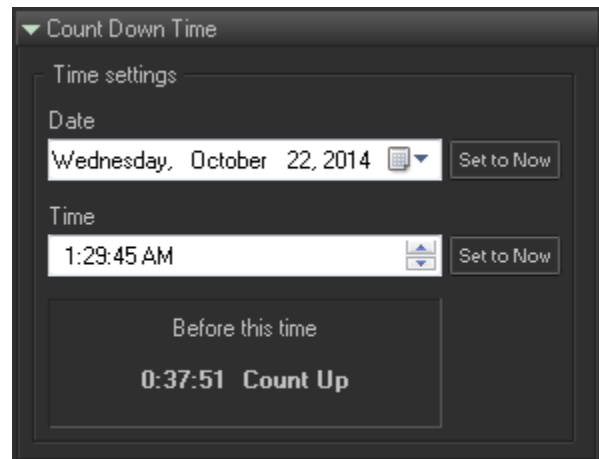 Count Down Time
Time settings
Date
Wednesday, October 22, 2014
Set to Now
Time
1:29:45 AM
Set to Now
Before this time
0:37:51 Count Up